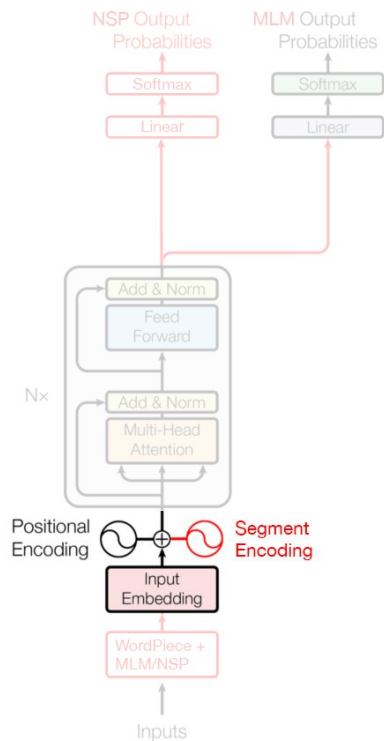 NSP Output
Probabilities
MLM Output
Probabilities
Softmax
Softmax
Linear
Linear
Add & Norm
Feed
Forward
N×
Add & Norm
Multi-Head
Attention
Positional
Encoding
Segment
Encoding
Input
Embedding
WordPiece +
MLM/NSP
Inputs